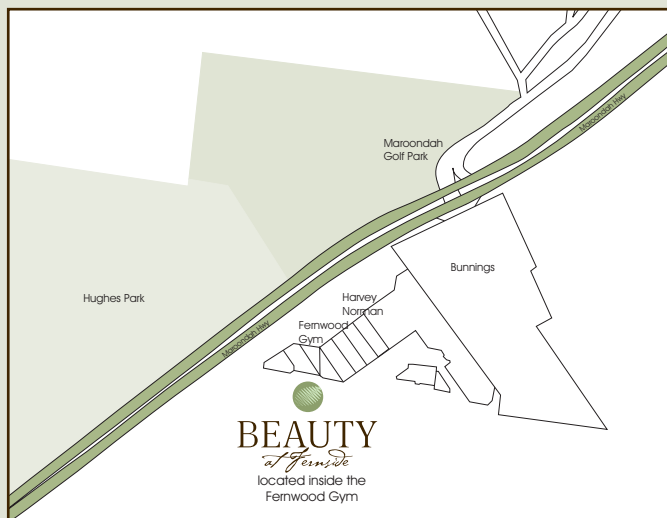 Maroondah Hwy
Maroondah
Golf Park
Bunnings
Hughes Park
Harvey
Norman
Fernwood
Gym
Maroondah Hwy
BEAUTY
at Fernside
located inside the
Fernwood Gym